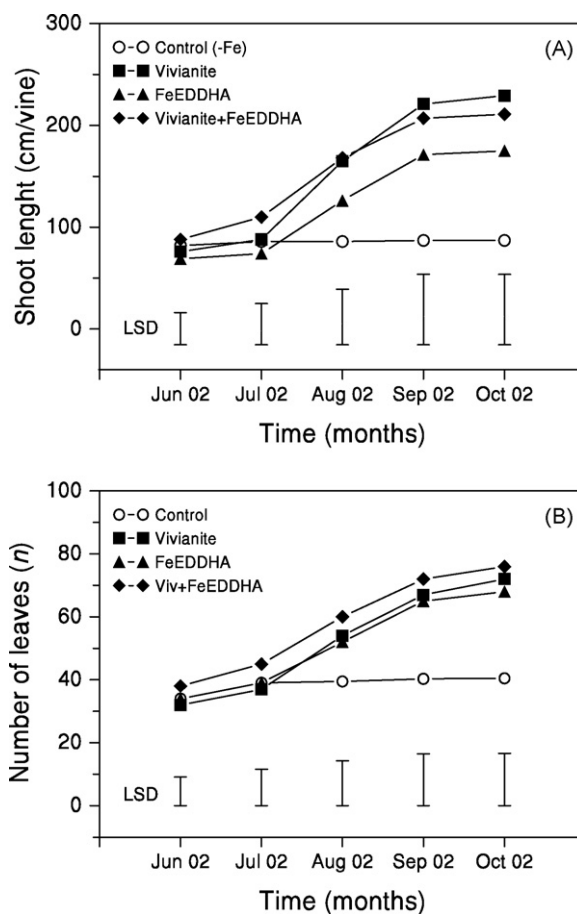 300
200
100
0
Shoot lenght (cm/vine)
(A)
Control (-Fe)
Vivianite
FeEDDHA
Vivianite+FeEDDHA
LSD
Jun 02 Jul 02 Aug 02 Sep 02 Oct 02
Time (months)
100
80
60
40
20
0
Number of leaves (n)
(B)
Control
Vivianite
FeEDDHA
Viv+FeEDDHA
LSD
Jun 02 Jul 02 Aug 02 Sep 02 Oct 02
Time (months)